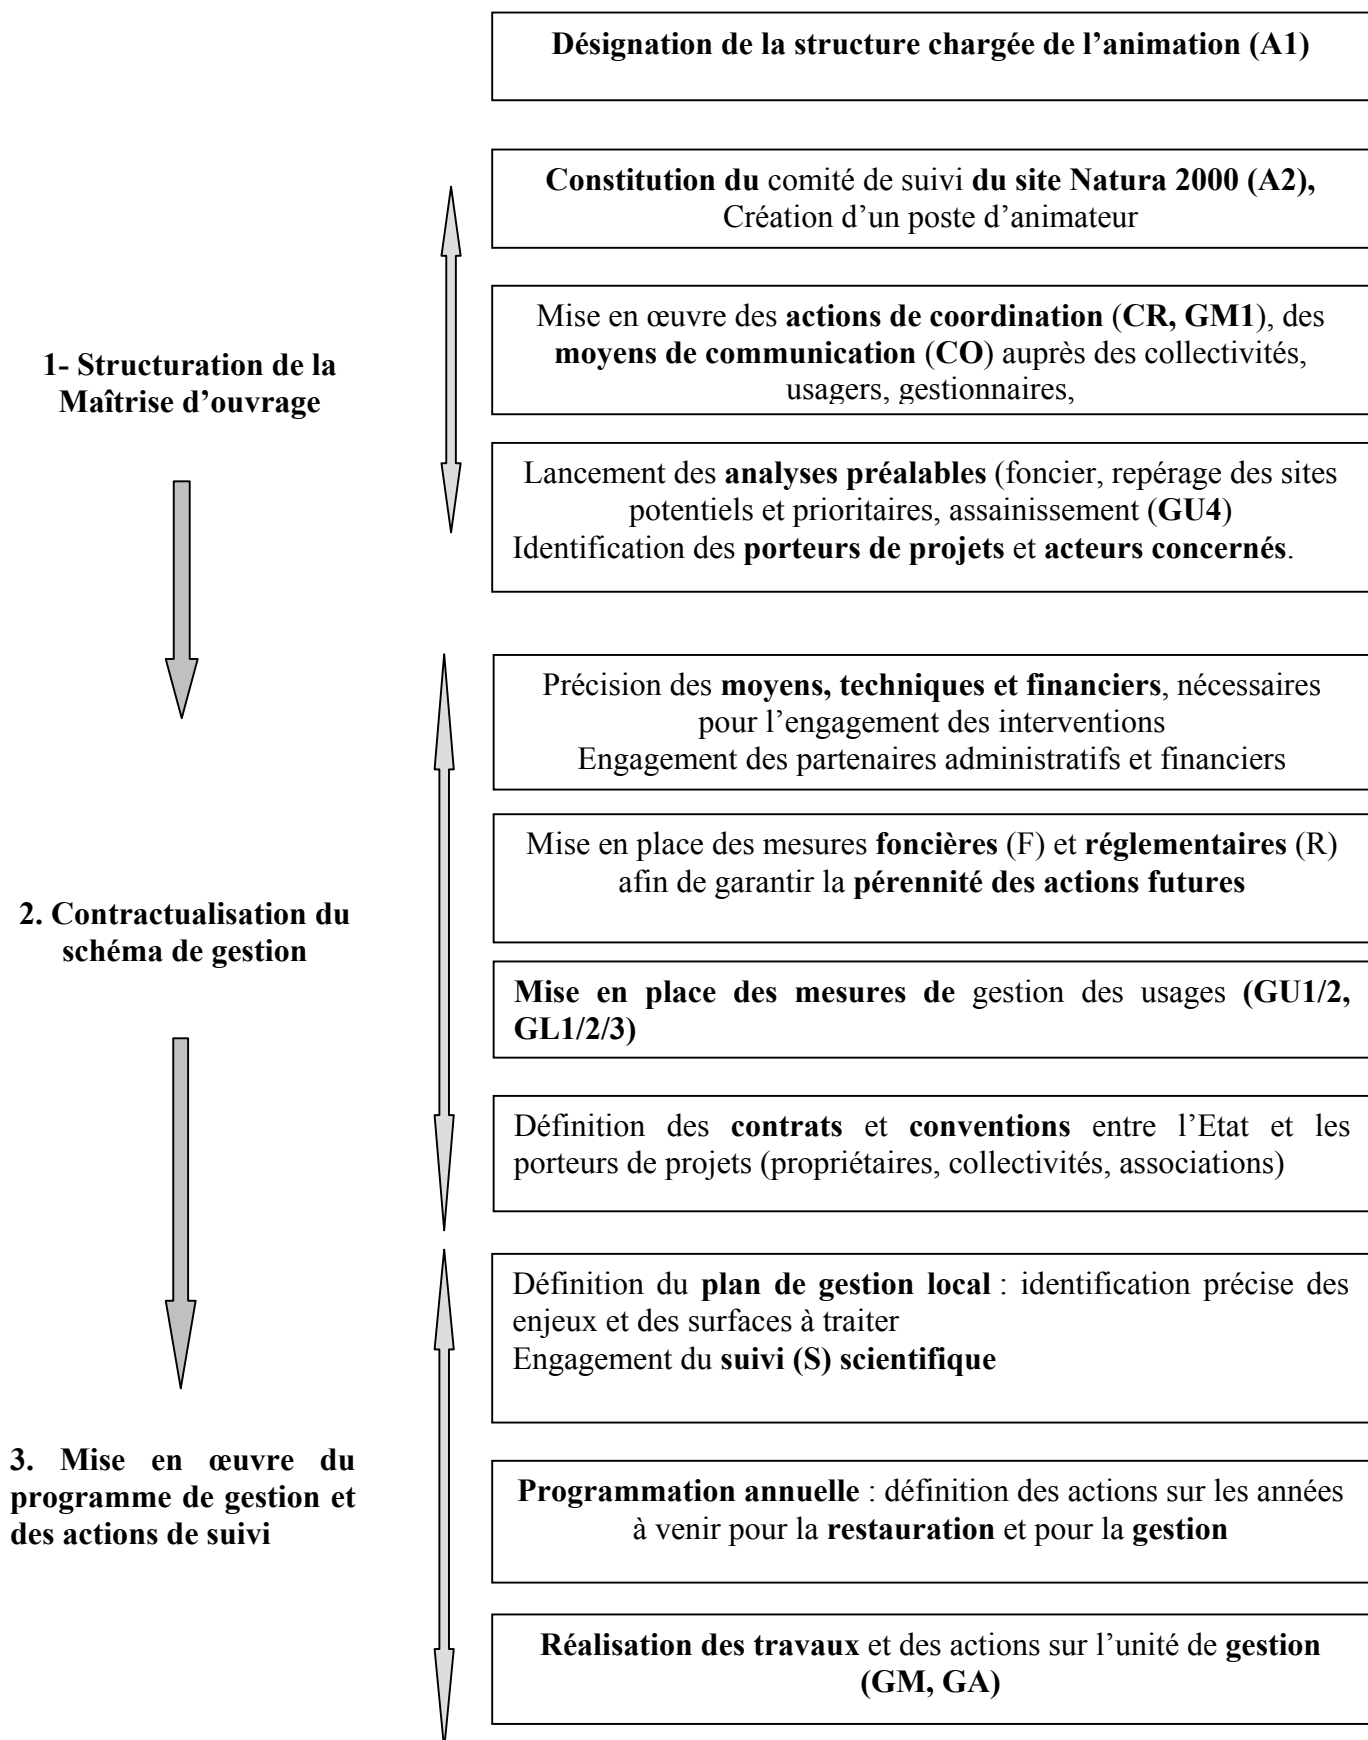 Désignation de la structure chargée de l’animation (A1)
Constitution du comité de suivi du site Natura 2000 (A2),
Création d’un poste d’animateur
Mise en œuvre des actions de coordination (CR, GM1), des
moyens de communication (CO) auprès des collectivités,
usagers, gestionnaires,
1- Structuration de la
Maîtrise d’ouvrage
Lancement des analyses préalables (foncier, repérage des sites
potentiels et prioritaires, assainissement (GU4)
Identification des porteurs de projets et acteurs concernés.
Précision des moyens, techniques et financiers, nécessaires
pour l’engagement des interventions
Engagement des partenaires administratifs et financiers
Mise en place des mesures foncières (F) et réglementaires (R)
afin de garantir la pérennité des actions futures
2. Contractualisation du
schéma de gestion
Mise en place des mesures de gestion des usages (GU1/2,
GL1/2/3)
Définition des contrats et conventions entre l’Etat et les
porteurs de projets (propriétaires, collectivités, associations)
Définition du plan de gestion local : identification précise des
enjeux et des surfaces à traiter
Engagement du suivi (S) scientifique
3. Mise en œuvre du
programme de gestion et
des actions de suivi
Programmation annuelle : définition des actions sur les années
à venir pour la restauration et pour la gestion
Réalisation des travaux et des actions sur l’unité de gestion
(GM, GA)